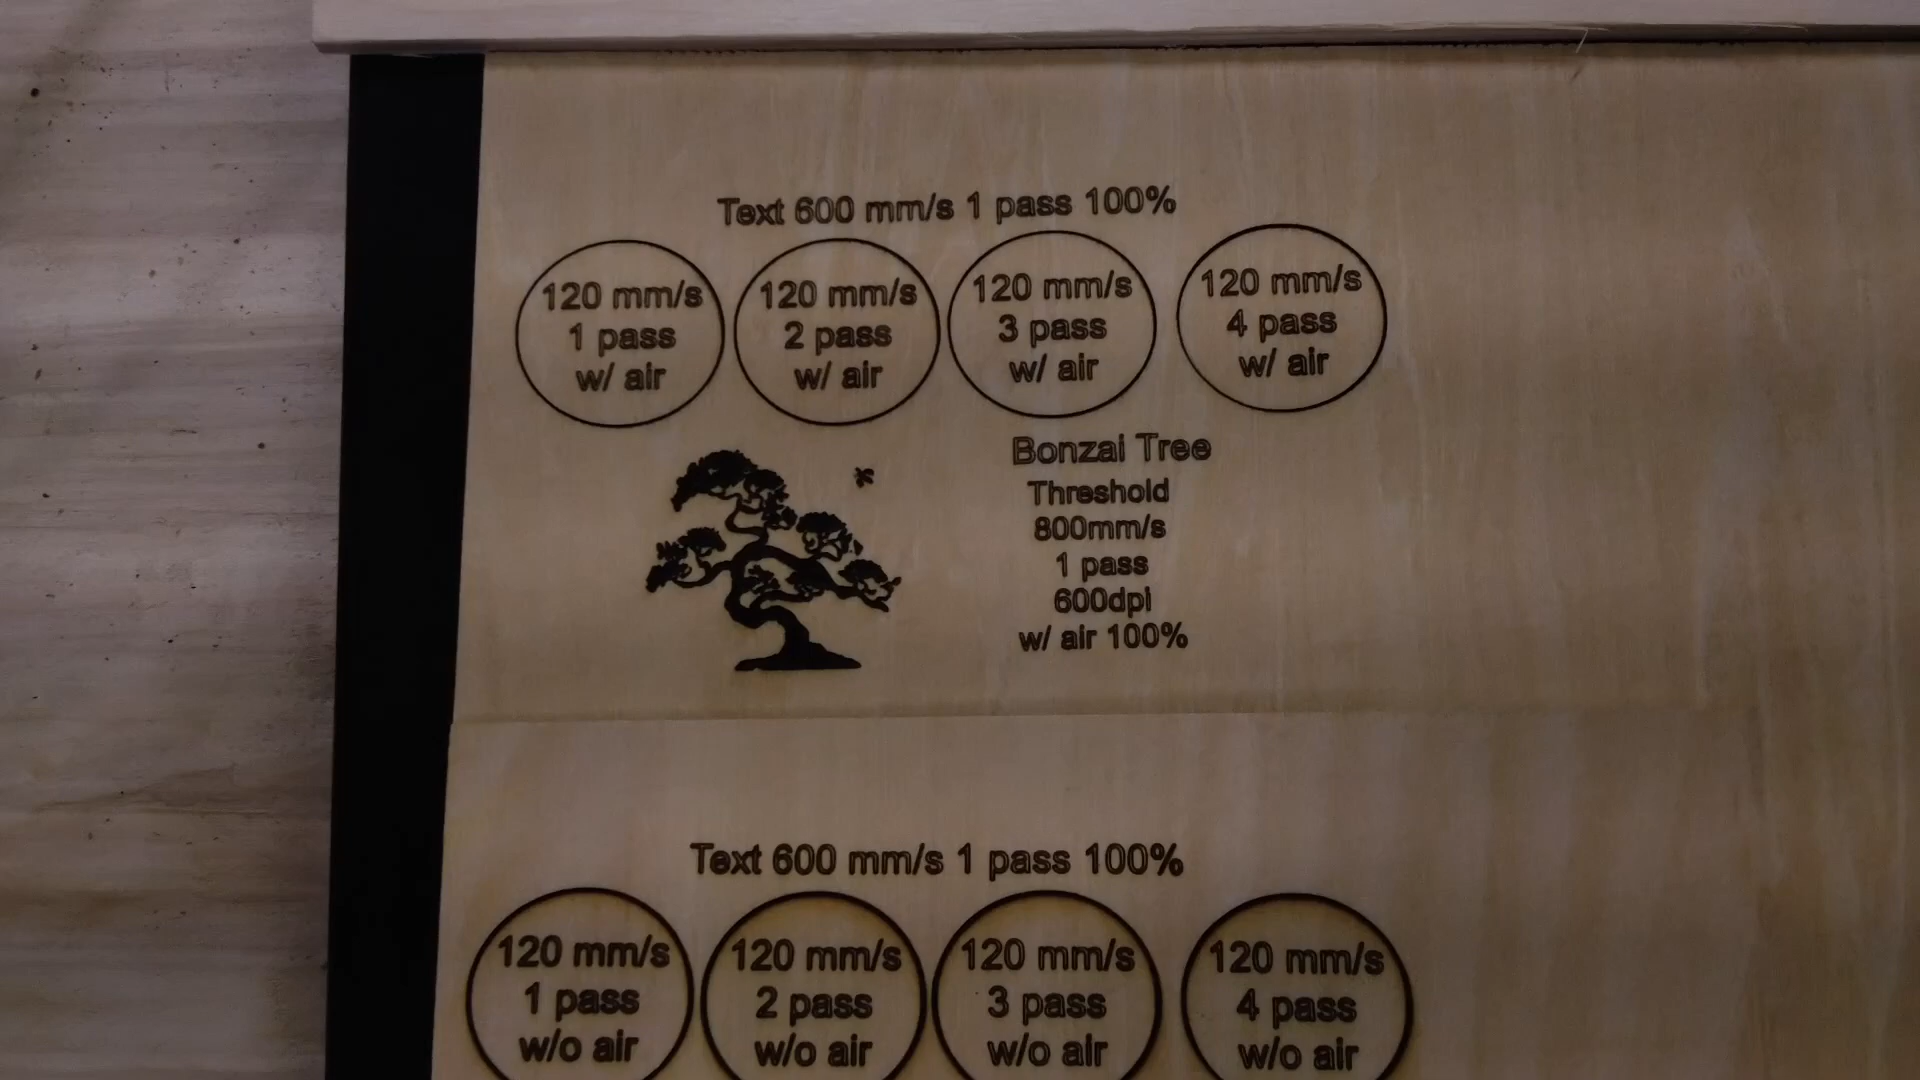 Text 600 mm/s 1 pass 100%
120 mm/s
1 pass
w/ air
120 mm/s
2 pass
w/ air
120 mm/s
3 pass
w/ air
120 mm/s
4 pass
w/ air
Bonzai Tree
Threshold
800mm/s
1 pass
600dpi
w/ air 100%
Text 600 mm/s 1 pass 100%
120 mm/s
1 pass
w/o air
120 mm/s
2 pass
w/o air
120 mm/s
3 pass
w/o air
120 mm/s
4 pass
w/o air